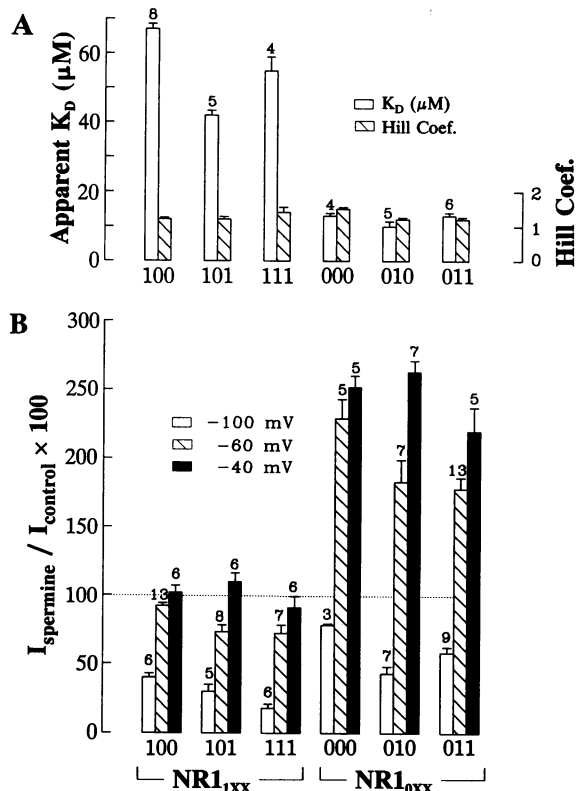 A
Apparent K_D (μM)
60
40
20
0
8
5
4
4
5
6
K_D (μM)
Hill Coef.
2
1
0
Hill Coef.
100 101 111 000 010 011
B
I_spermine / I_control × 100
300
250
200
150
100
50
0
-100 mV
-60 mV
-40 mV
6 13 6
5 8 6
6 7 6
3 5 5
7 7 7
9 13 5
100 101 111 000 010 011
NR1_1XX NR1_0XX